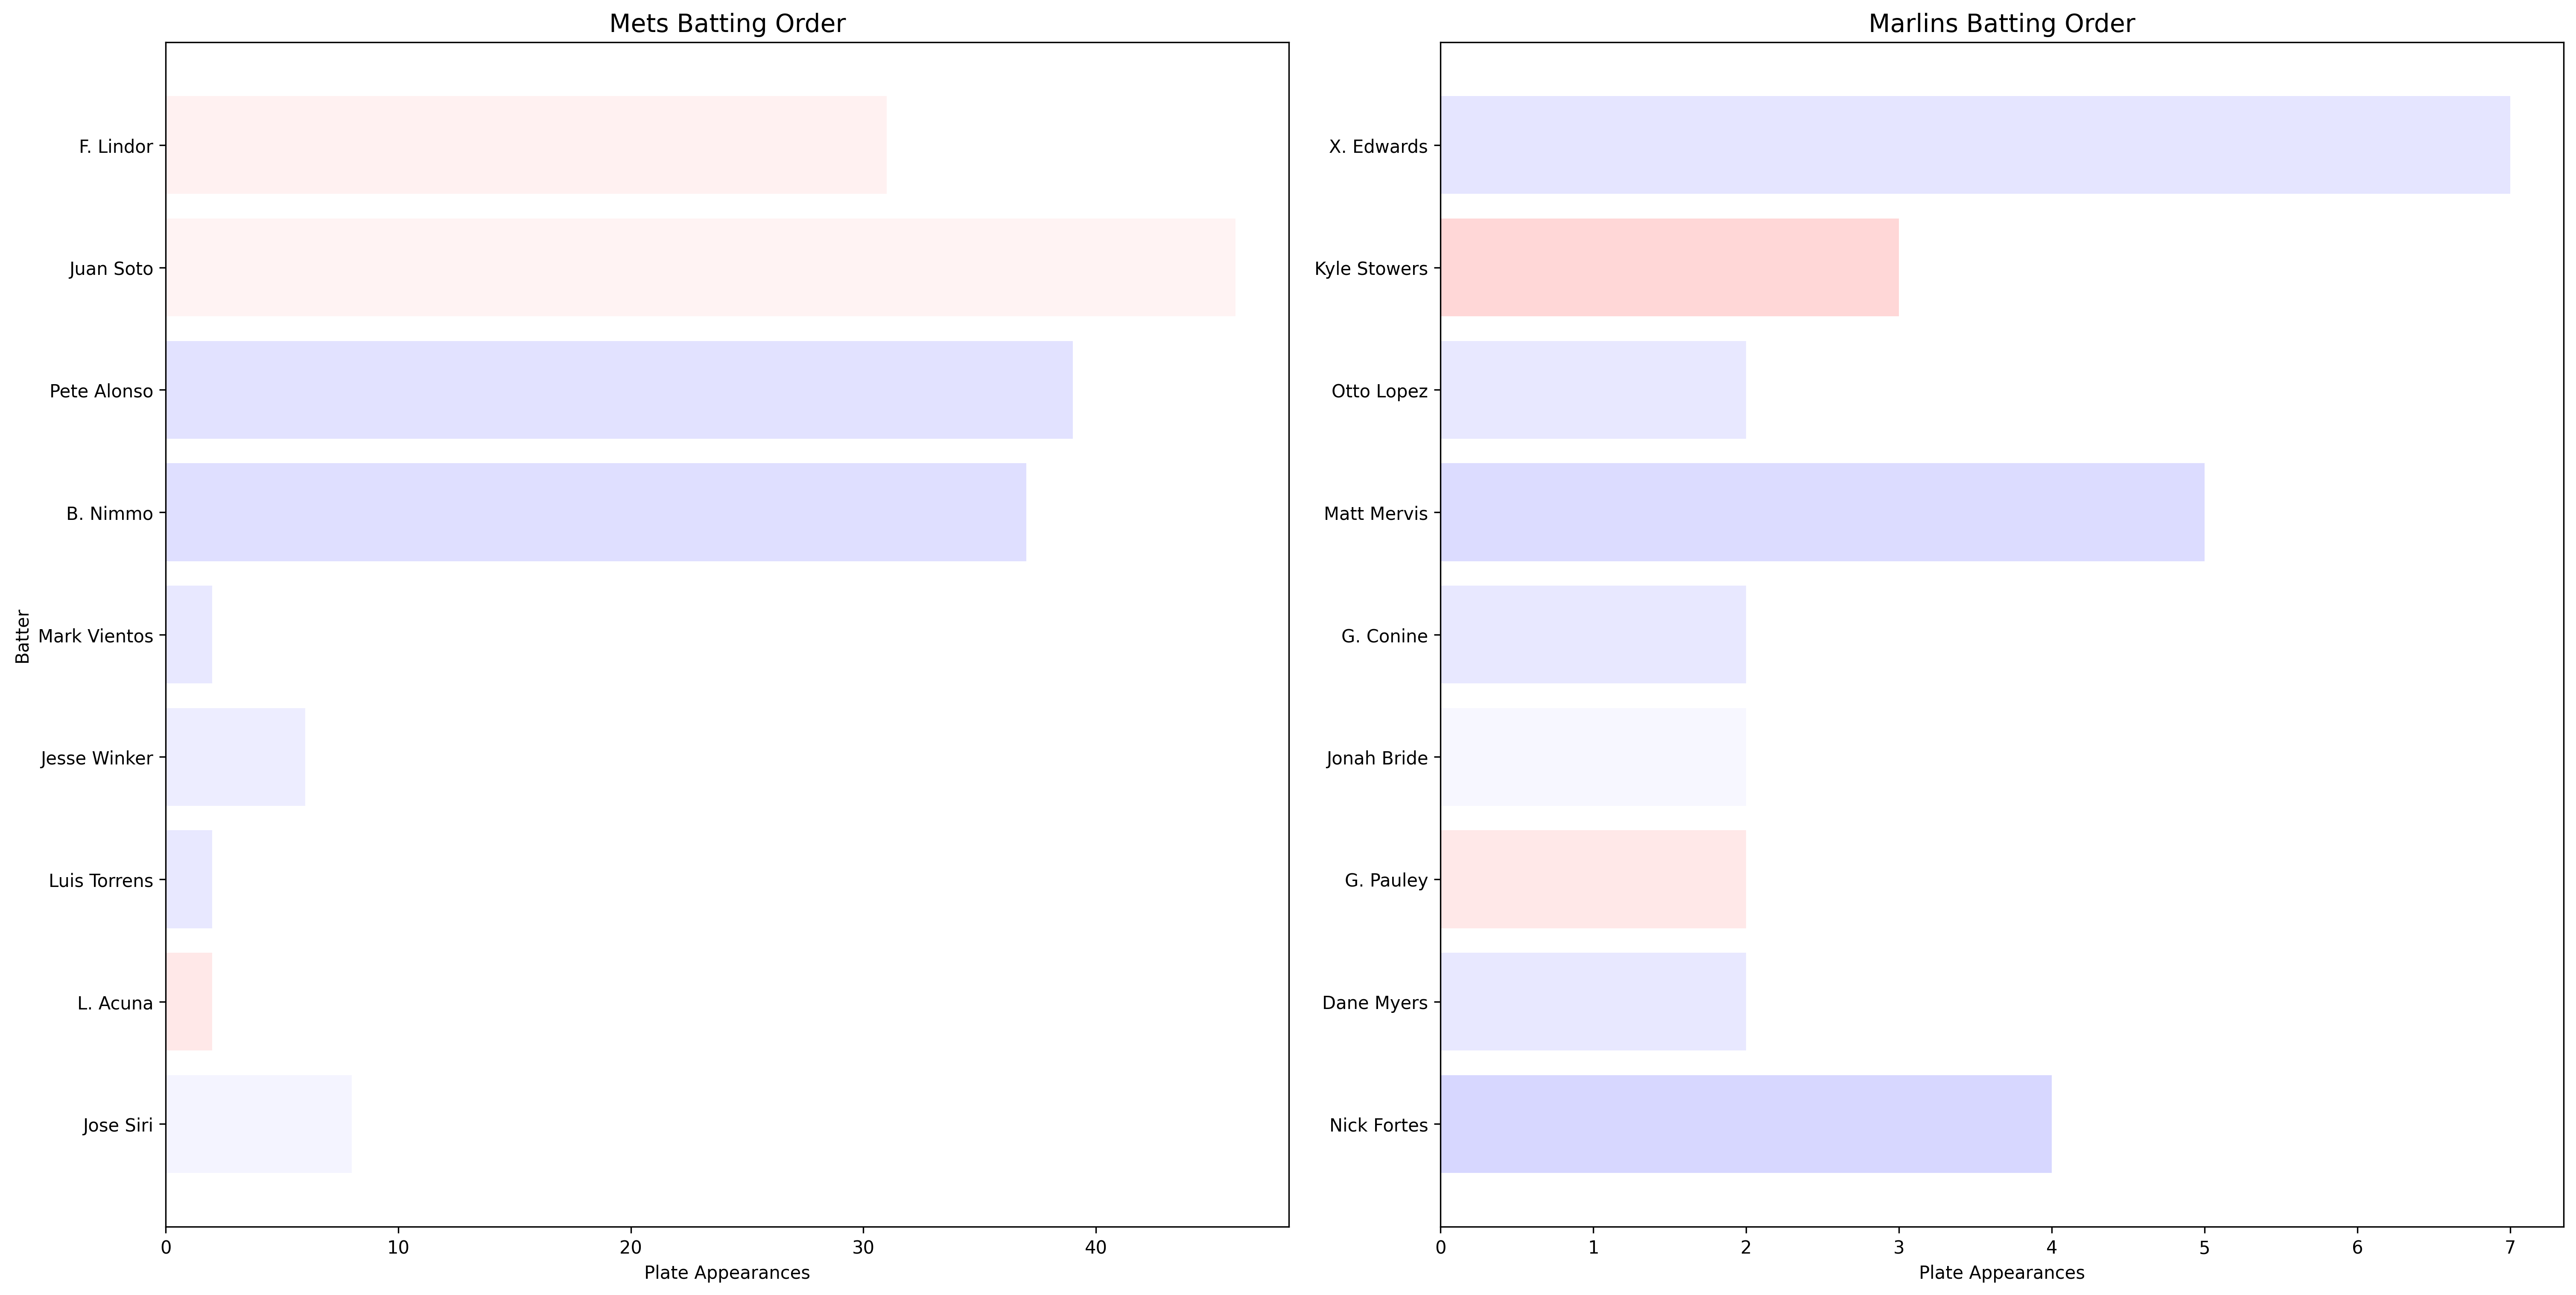 Mets Batting Order
Batter
F. Lindor
Juan Soto
Pete Alonso
B. Nimmo
Mark Vientos
Jesse Winker
Luis Torrens
L. Acuna
Jose Siri
0 10 20 30 40
Plate Appearances
Marlins Batting Order
X. Edwards
Kyle Stowers
Otto Lopez
Matt Mervis
G. Conine
Jonah Bride
G. Pauley
Dane Myers
Nick Fortes
0 1 2 3 4 5 6 7
Plate Appearances